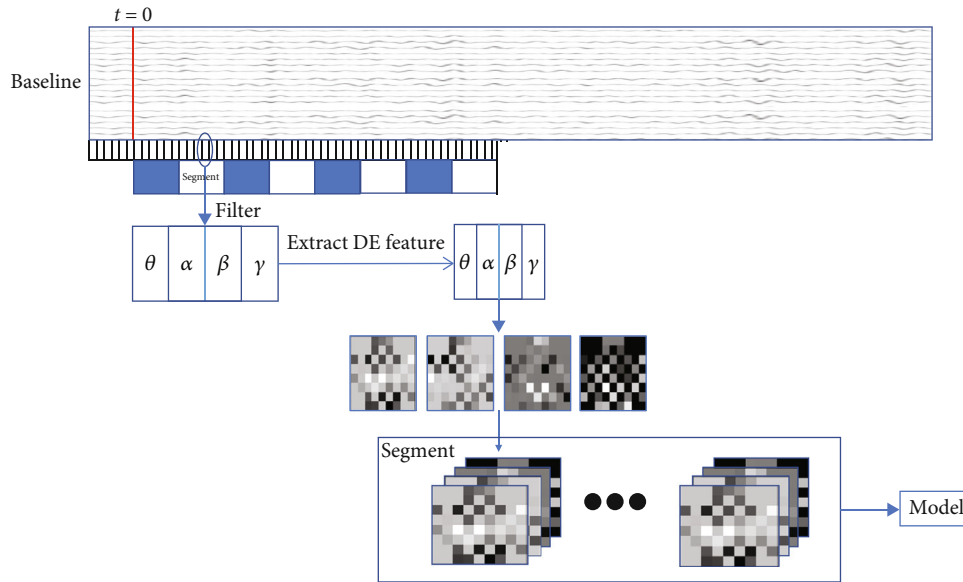 t = 0
Baseline
Segment
Filter
θ α β γ
Extract DE feature
θ α β γ
Segment
Model